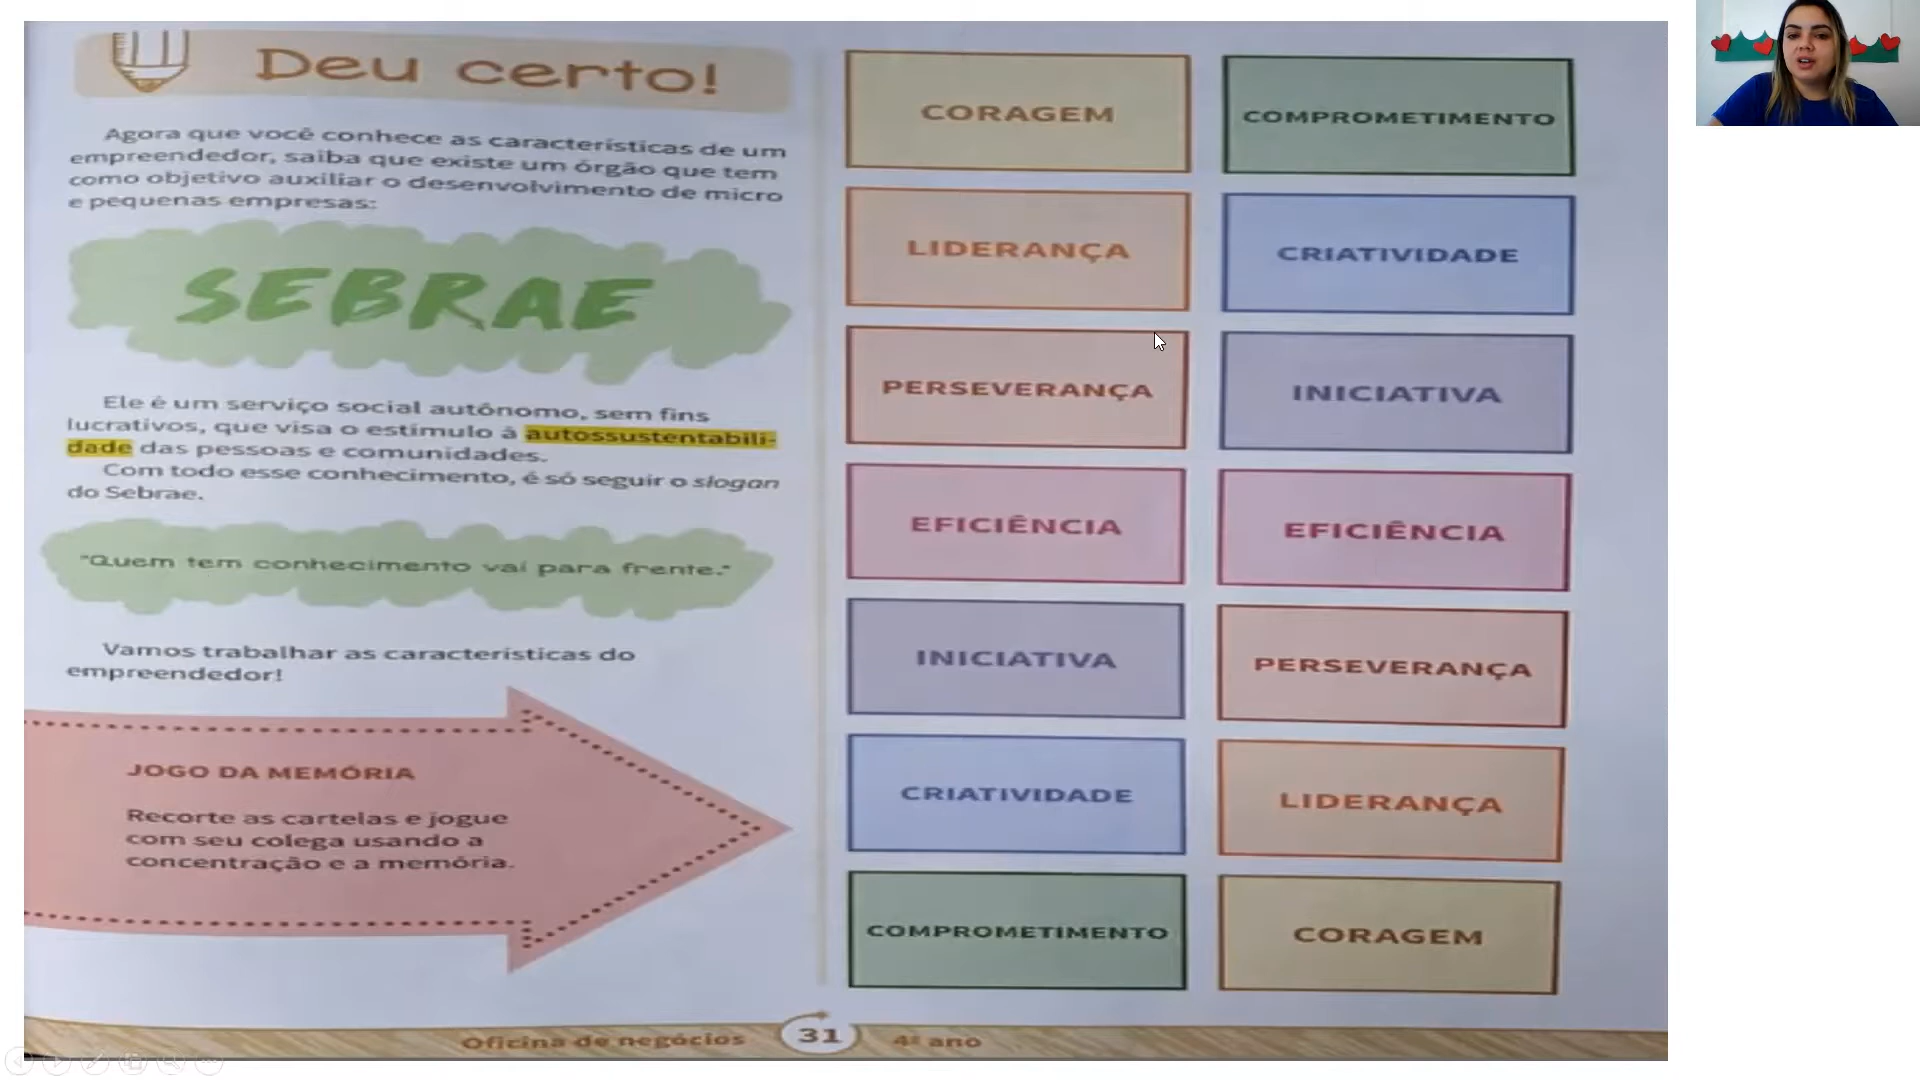 Deu certo!
Agora que você conhece as características de um
empreendedor, saiba que existe um órgão que tem
como objetivo auxiliar o desenvolvimento de micro
e pequenas empresas:
SEBRAE
Ele é um serviço social autônomo, sem fins
lucrativos, que visa o estímulo à autossustentabili-
dade das pessoas e comunidades.
Com todo esse conhecimento, é só seguir o slogan
do Sebrae.
"Quem tem conhecimento vai para frente."
Vamos trabalhar as características do
empreendedor!
JOGO DA MEMÓRIA
Recorte as cartelas e jogue
com seu colega usando a
concentração e a memória.
CORAGEM
COMPROMETIMENTO
LIDERANÇA
CRIATIVIDADE
PERSEVERANÇA
INICIATIVA
EFICIÊNCIA
EFICIÊNCIA
INICIATIVA
PERSEVERANÇA
CRIATIVIDADE
LIDERANÇA
COMPROMETIMENTO
CORAGEM
Oficina de negócios
31
4º ano